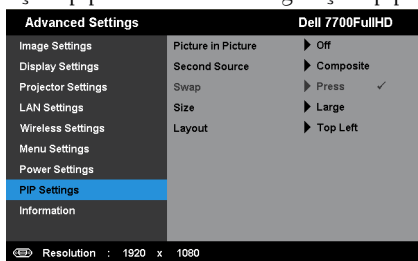 Advanced Settings Dell 7700FullHD
Image Settings Picture in Picture Off
Display Settings Second Source Composite
Projector Settings Swap Press ✓
LAN Settings Size Large
Wireless Settings Layout Top Left
Menu Settings
Power Settings
PIP Settings
Information
Resolution : 1920 x 1080